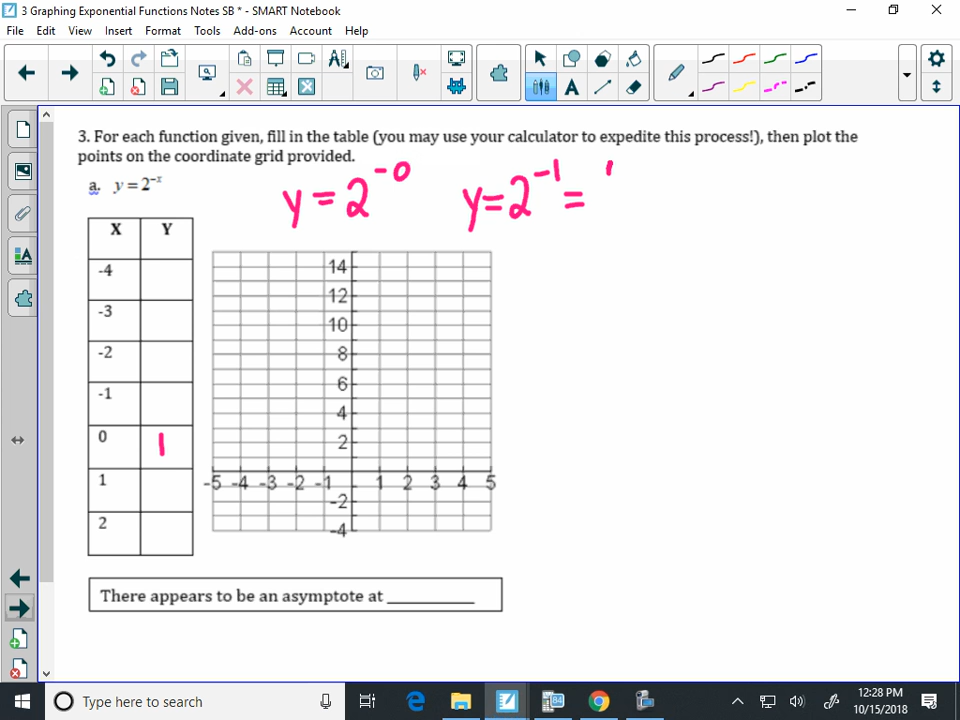 3 Graphing Exponential Functions Notes SB * - SMART Notebook
File Edit View Insert Format Tools Add-ons Account Help
3. For each function given, fill in the table (you may use your calculator to expedite this process!), then plot the
points on the coordinate grid provided.
a. y = 2⁻ˣ
y = 2⁻⁰ y = 2⁻¹ =
X Y
-4
-3
-2
-1
0 1
1
2
14
12
10
8
6
4
2
-5 -4 -3 -2 -1 1 2 3 4 5
-2
-4
There appears to be an asymptote at __________
Type here to search
12:28 PM
10/15/2018